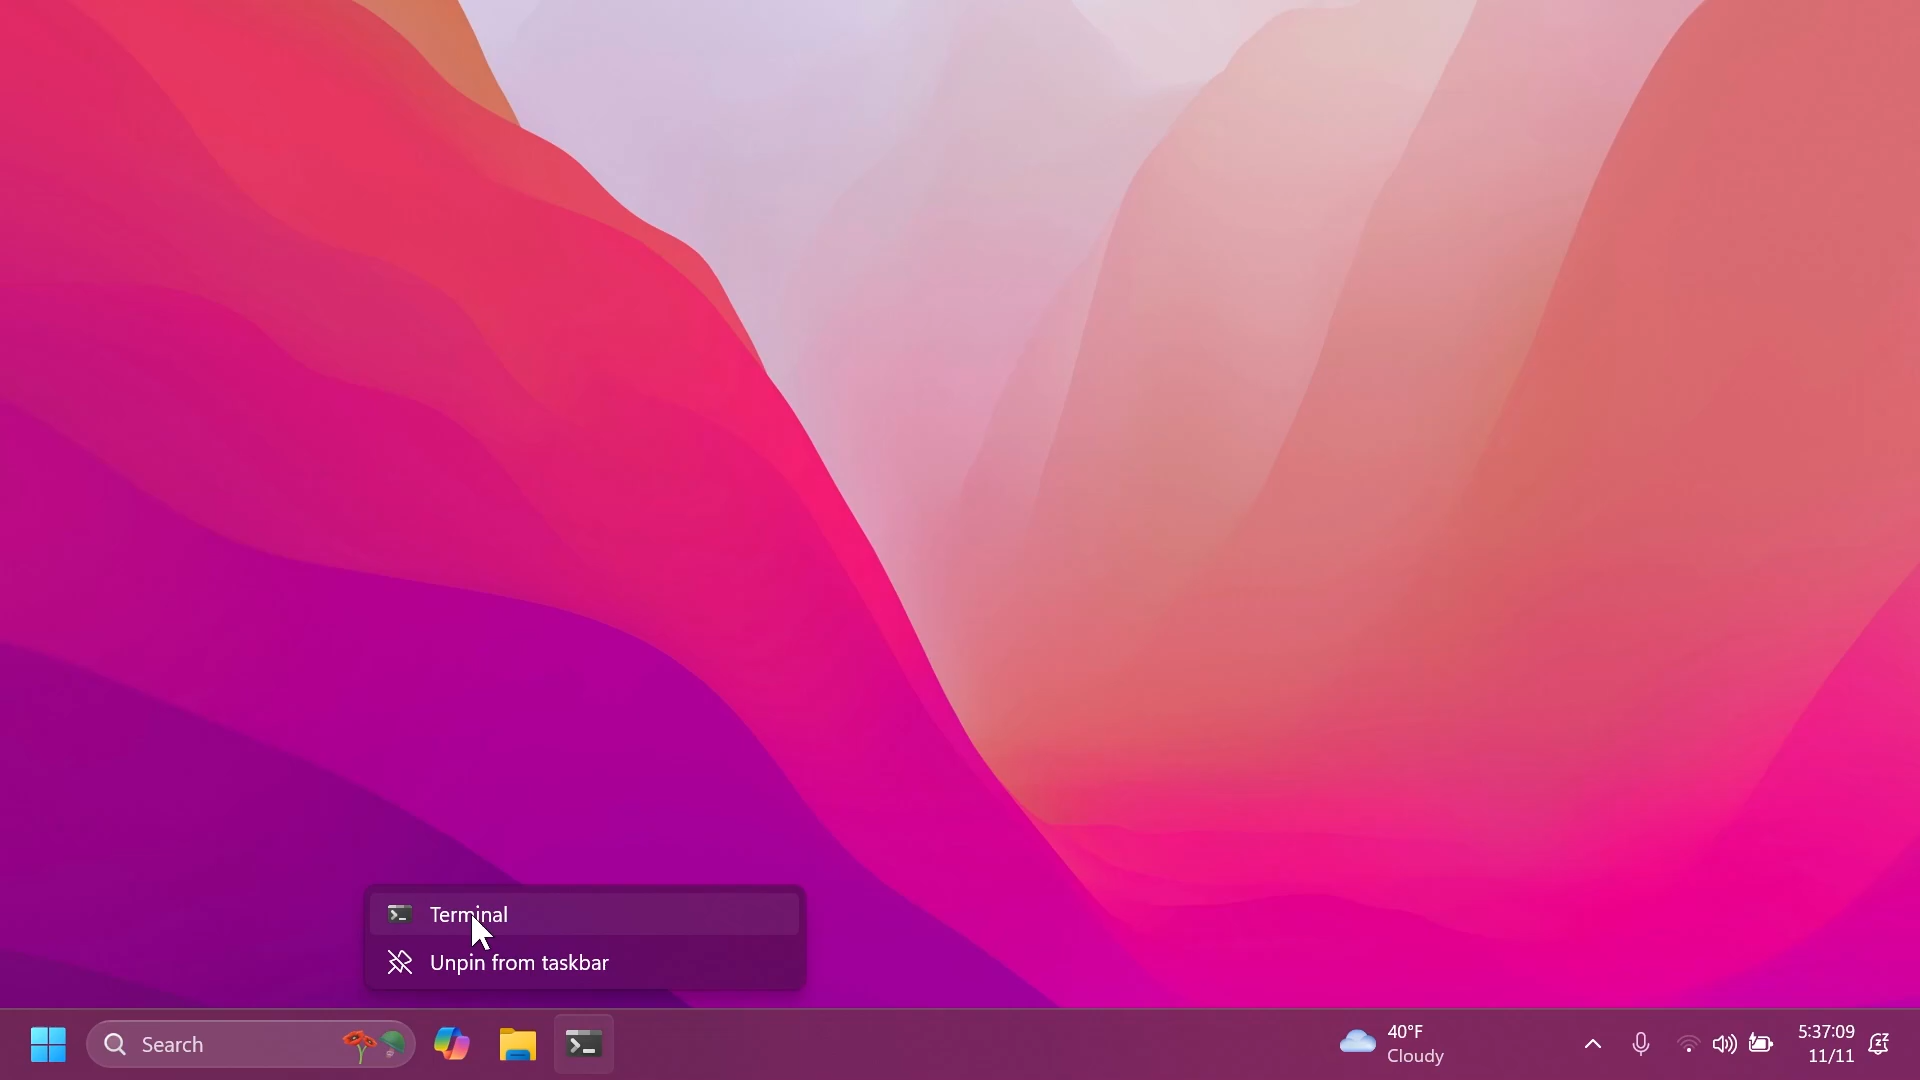 Terminal
Unpin from taskbar
Search
40°F
Cloudy
5:37:09
11/11